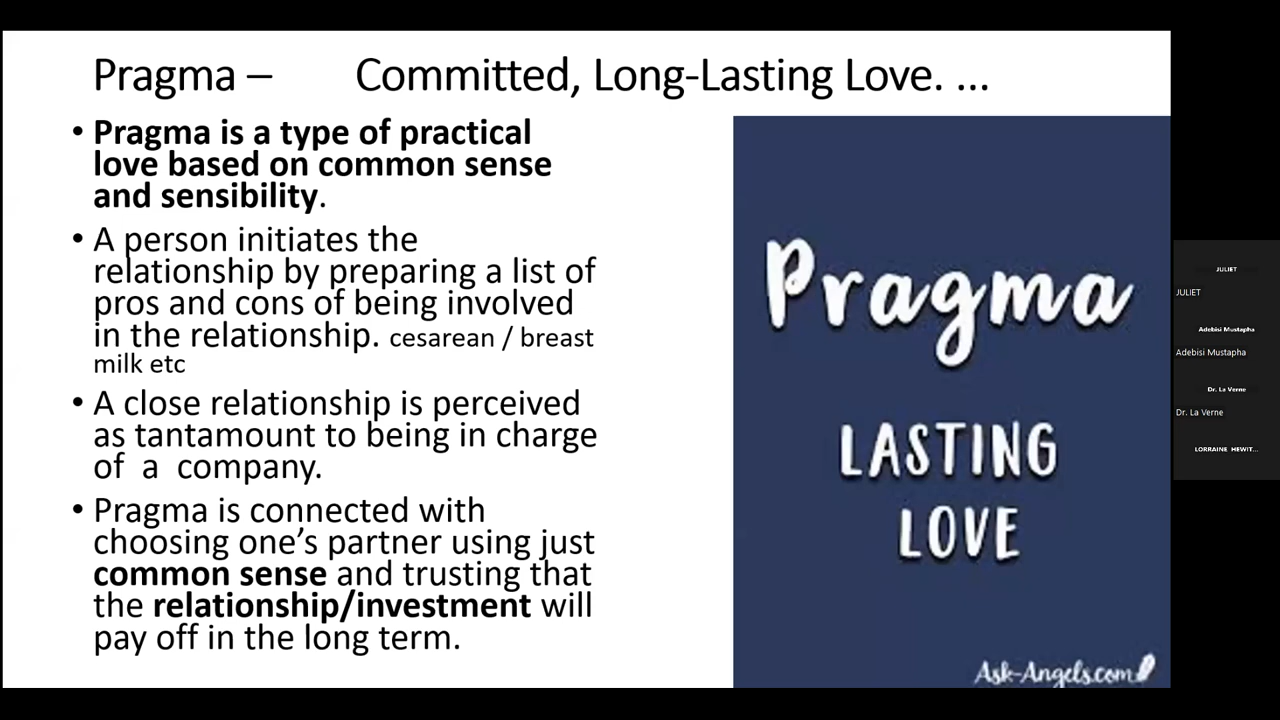 Pragma – Committed, Long-Lasting Love. ...
• Pragma is a type of practical
love based on common sense
and sensibility.
• A person initiates the
relationship by preparing a list of
pros and cons of being involved
in the relationship. cesarean / breast
milk etc
• A close relationship is perceived
as tantamount to being in charge
of a company.
• Pragma is connected with
choosing one’s partner using just
common sense and trusting that
the relationship/investment will
pay off in the long term.
Pragma
LASTING
LOVE
Ask-Angels.com
JULIET
JULIET
Adebisi Mustapha
Adebisi Mustapha
Dr. La Verne
Dr. La Verne
LORRAINE HEWIT...